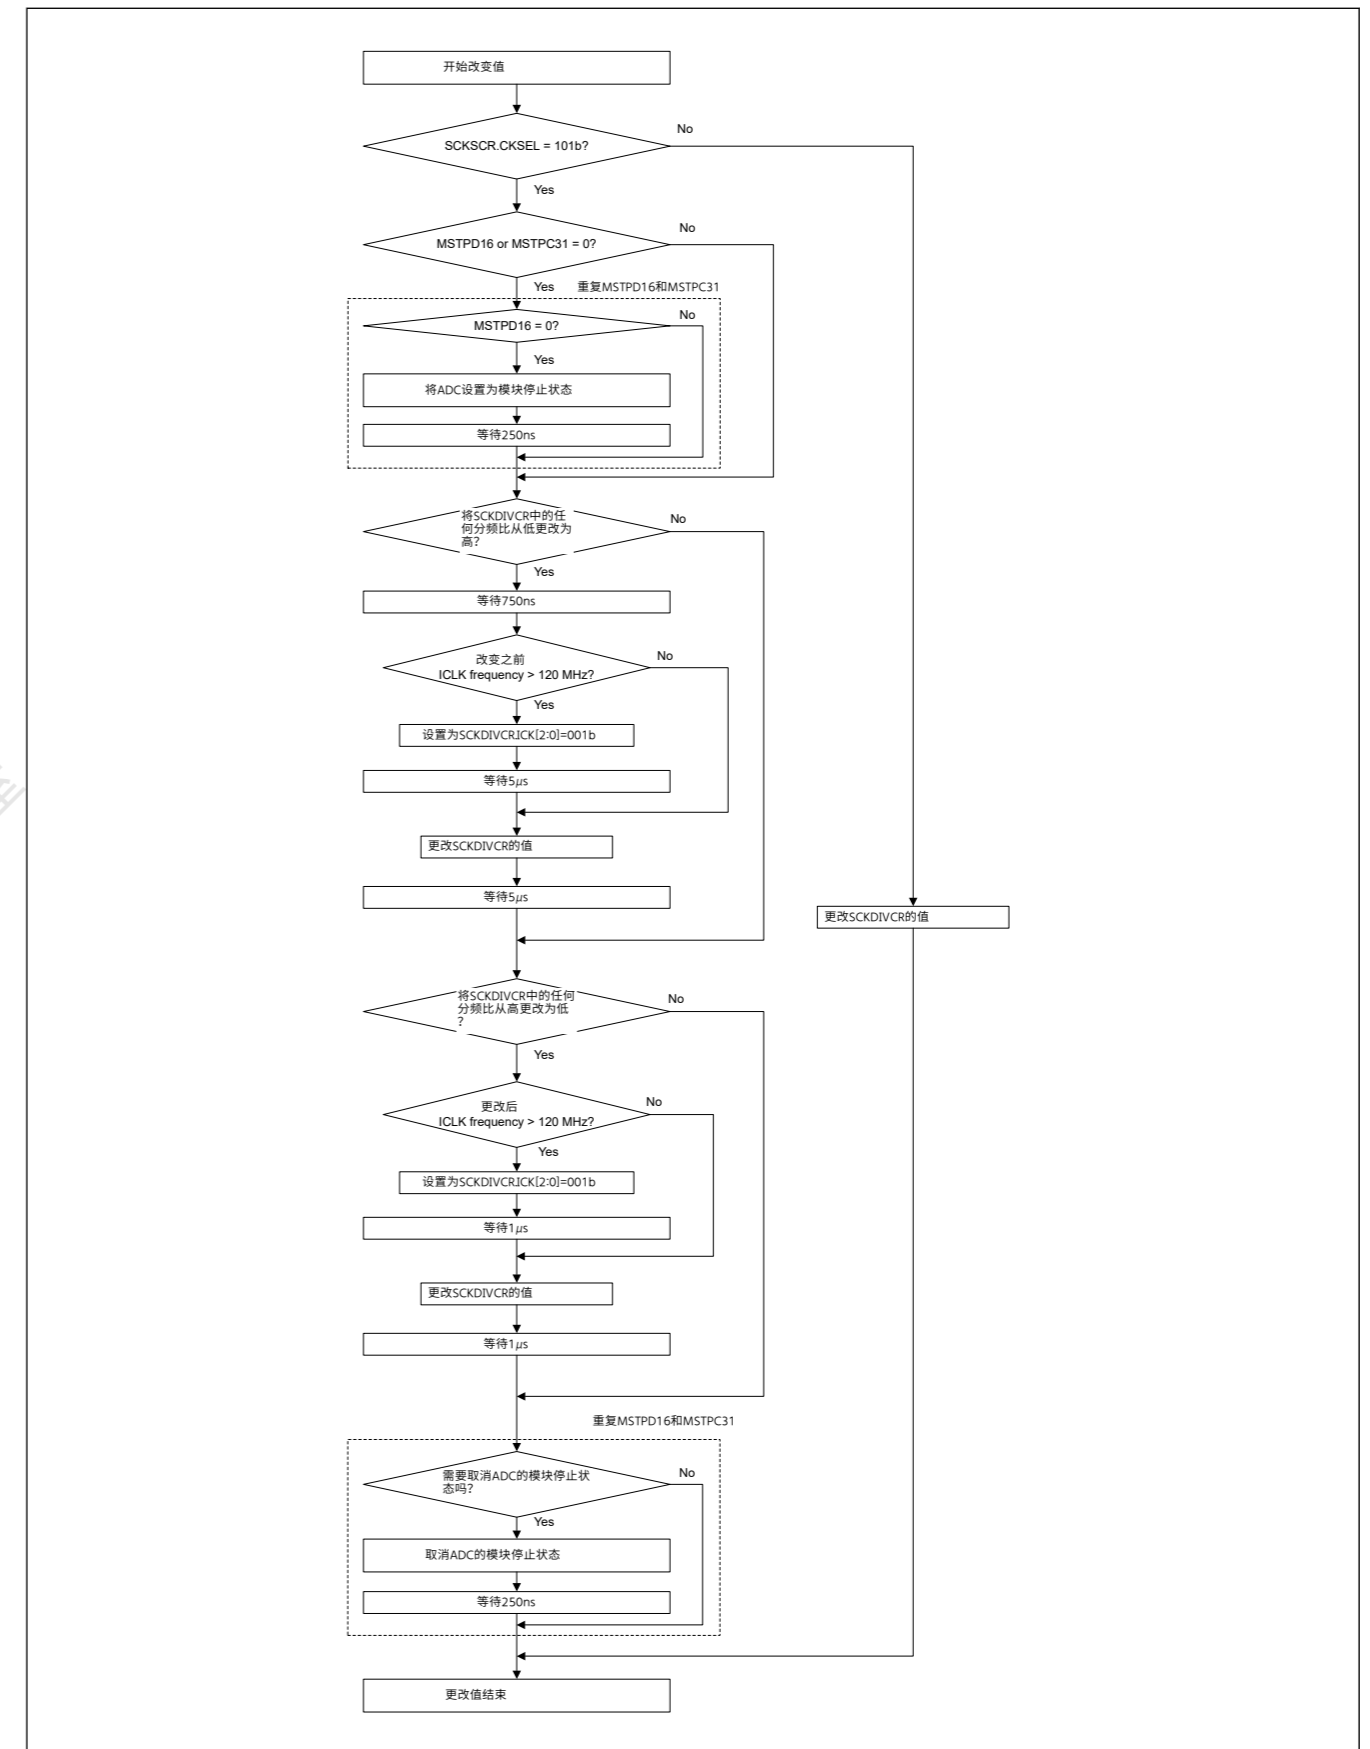 开始改变值
No
SCKSCR.CKSEL = 101b?
Yes
No
MSTPD16 or MSTPC31 = 0?
Yes
重复MSTPD16和MSTPC31
No
MSTPD16 = 0?
Yes
将ADC设置为模块停止状态
等待250ns
将SCKDIVCR中的任
何分频比从低更改为
高?
No
Yes
等待750ns
改变之前
ICLK frequency > 120 MHz?
No
Yes
设置为SCKDIVCR.ICK[2:0]=001b
等待5μs
更改SCKDIVCR的值
等待5μs
更改SCKDIVCR的值
将SCKDIVCR中的任何
分频比从高更改为低
?
No
Yes
更改后
ICLK frequency > 120 MHz?
No
Yes
设置为SCKDIVCR.ICK[2:0]=001b
等待1μs
更改SCKDIVCR的值
等待1μs
重复MSTPD16和MSTPC31
需要取消ADC的模块停止状
态吗?
No
Yes
取消ADC的模块停止状态
等待250ns
更改值结束